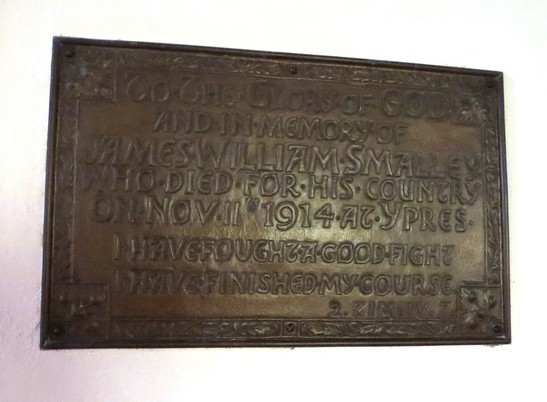 TO·THE·GLORY·OF·GOD
AND·IN·MEMORY·OF
JAMES·WILLIAM·SMALLEY
WHO·DIED·FOR·HIS·COUNTRY
ON·NOV·11TH·1914·AT·YPRES·
I·HAVE·FOUGHT·A·GOOD·FIGHT
I·HAVE·FINISHED·MY·COURSE
2·TIM·IV·7